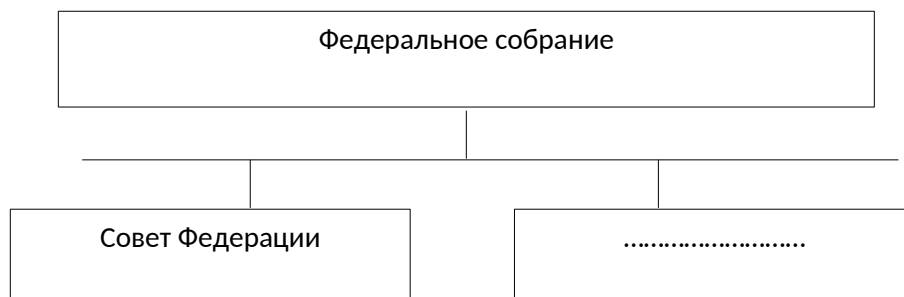 Федеральное собрание
Совет Федерации
………………………